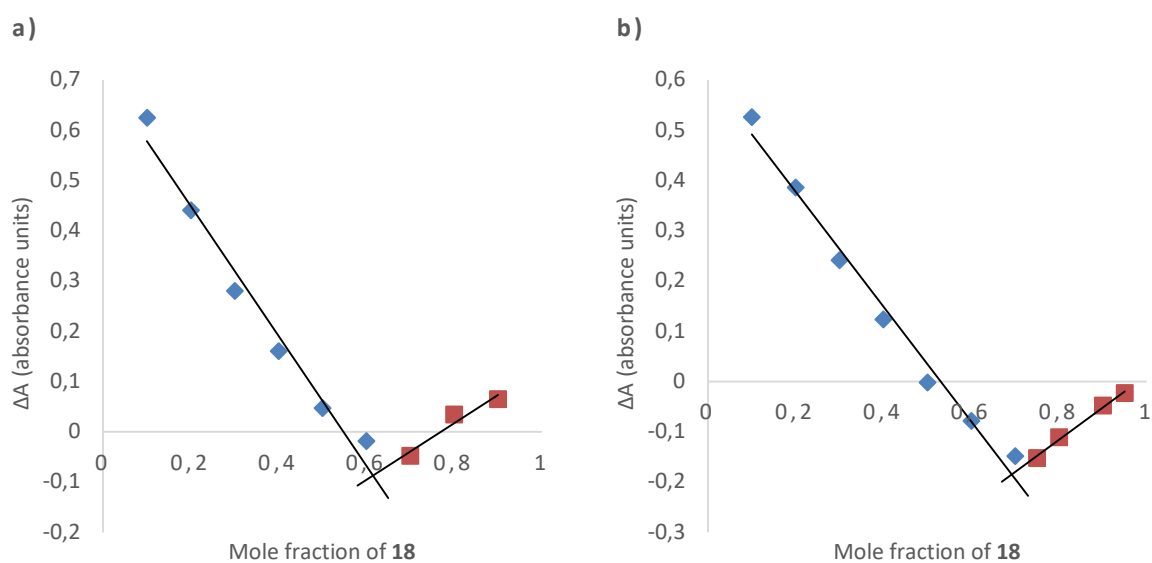 a)
0,7
0,6
0,5
0,4
0,3
0,2
0,1
0
-0,1
-0,2
0 0,2 0,4 0,6 0,8 1
ΔA (absorbance units)
Mole fraction of 18
b)
0,6
0,5
0,4
0,3
0,2
0,1
0
-0,1
-0,2
-0,3
0 0,2 0,4 0,6 0,8 1
ΔA (absorbance units)
Mole fraction of 18